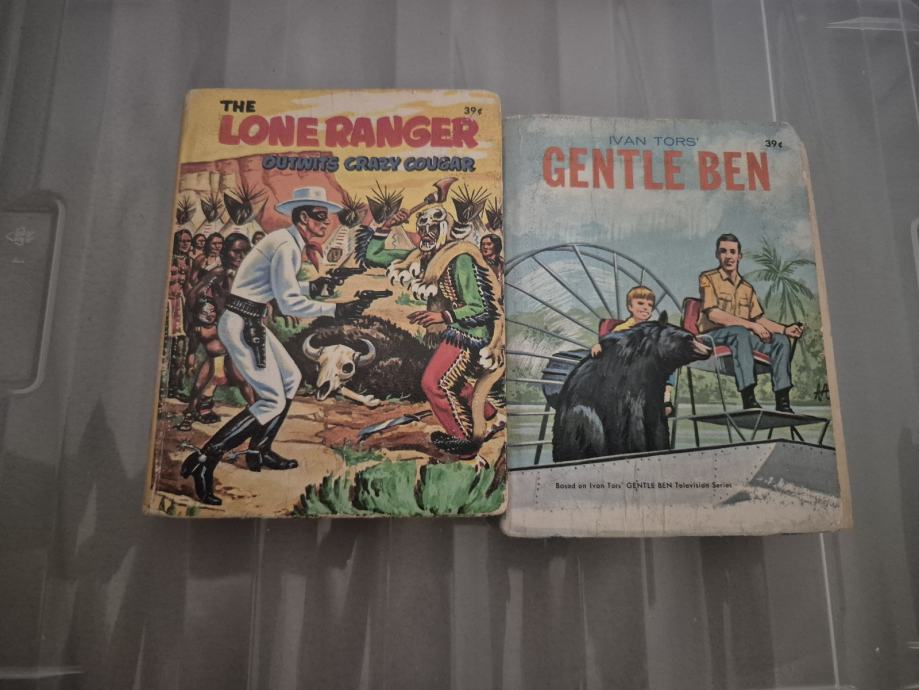 THE
39¢
LONE RANGER
OUTWITS CRAZY COUGAR
IVAN TORS'
39¢
GENTLE BEN
Based on Ivan Tors' GENTLE BEN Television Series